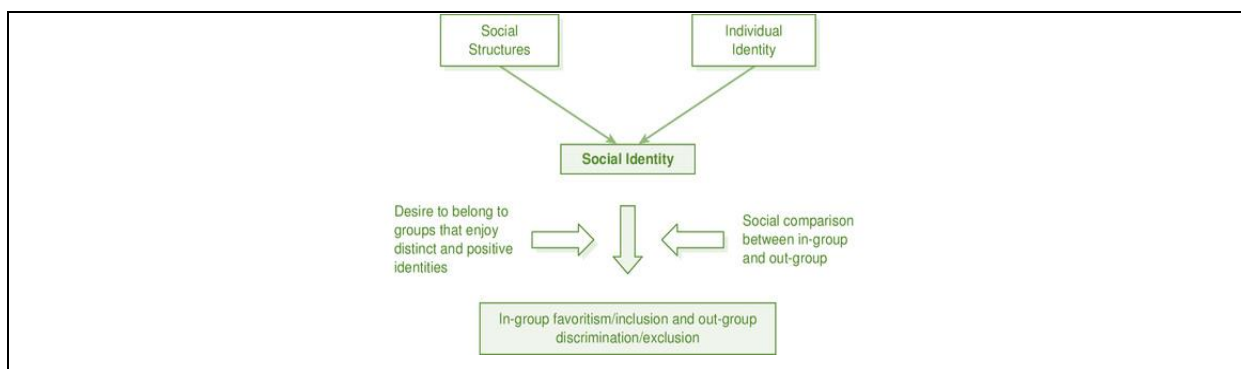 Social
Structures
Individual
Identity
Social Identity
Desire to belong to
groups that enjoy
distinct and positive
identities
Social comparison
between in-group
and out-group
In-group favoritism/inclusion and out-group
discrimination/exclusion